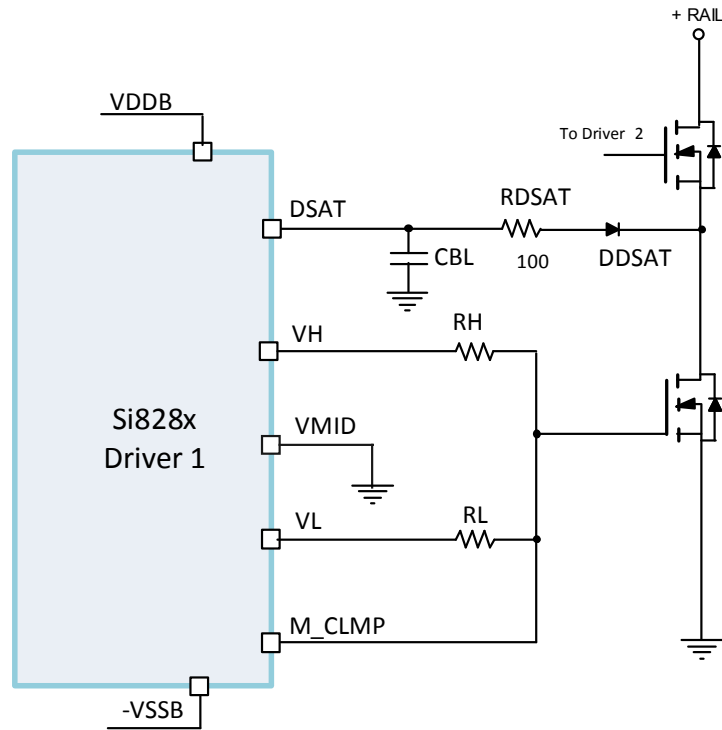 + RAIL
VDDB
To Driver 2
DSAT
RDSAT
100
DDSAT
CBL
VH
RH
Si828x
Driver 1
VMID
VL
RL
M_CLMP
-VSSB